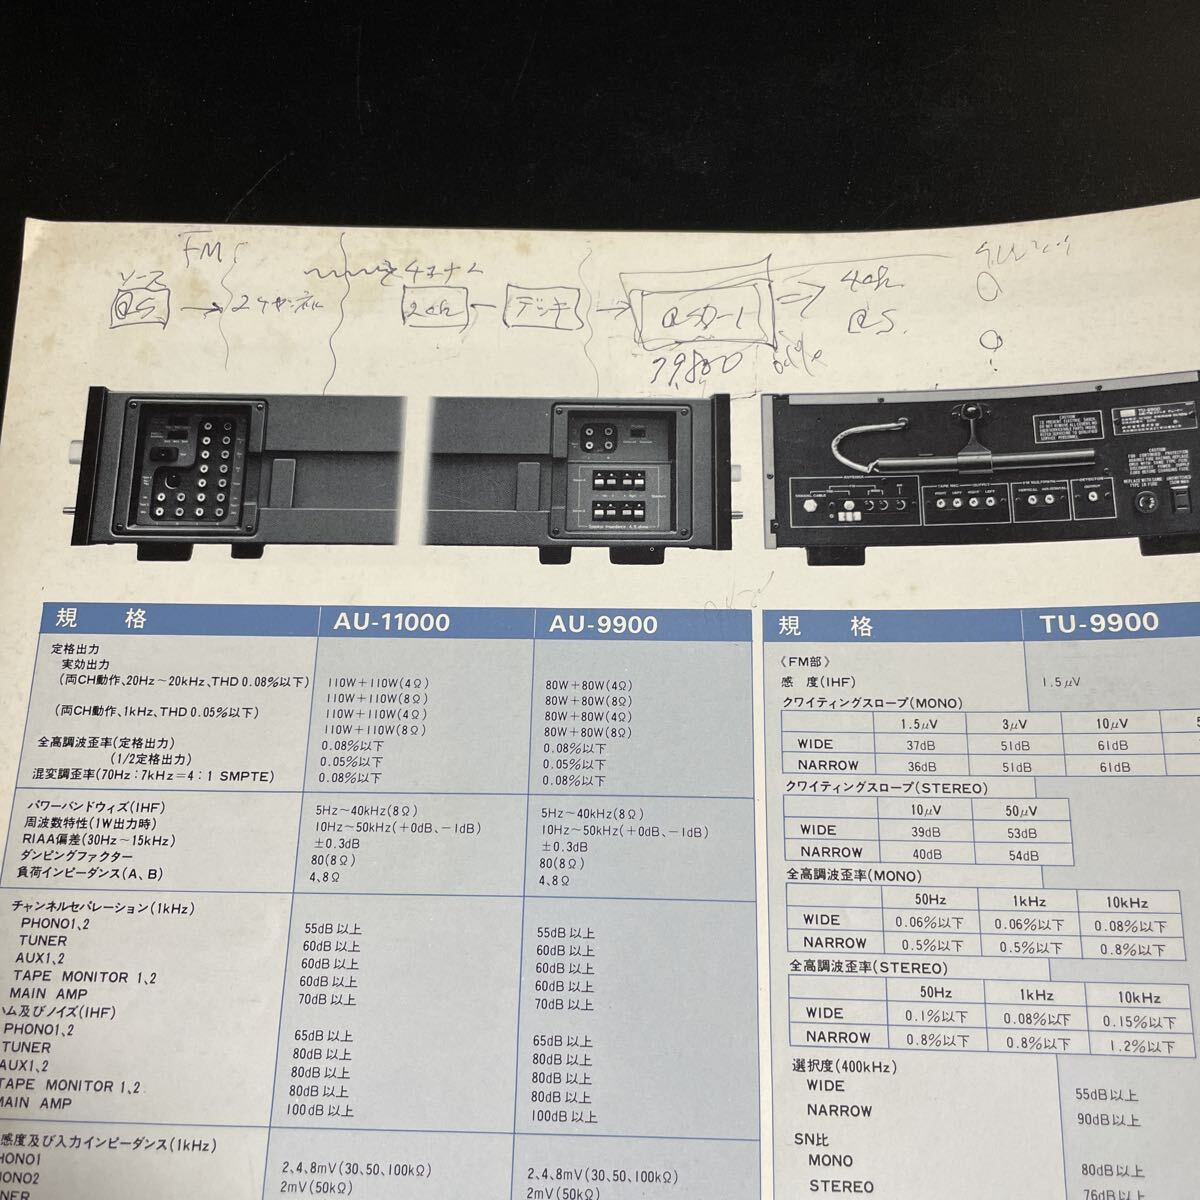 FM
ソース
QS
2チャンネル
2ch
デッキ
QSD-1
79,800
4ch
QS
規 格 AU-11000 AU-9900
定格出力
実効出力
(両CH動作、20Hz～20kHz、THD 0.08%以下) 110W+110W(4Ω) 80W+80W(4Ω)
110W+110W(8Ω) 80W+80W(8Ω)
(両CH動作、1kHz、THD 0.05%以下) 110W+110W(4Ω) 80W+80W(4Ω)
110W+110W(8Ω) 80W+80W(8Ω)
全高調波歪率(定格出力) 0.08%以下 0.08%以下
(1/2定格出力) 0.05%以下 0.05%以下
混変調歪率(70Hz:7kHz=4:1 SMPTE) 0.08%以下 0.08%以下
パワーバンドウィズ(IHF) 5Hz～40kHz(8Ω) 5Hz～40kHz(8Ω)
周波数特性(1W出力時) 10Hz～50kHz(+0dB、-1dB) 10Hz～50kHz(+0dB、-1dB)
RIAA偏差(30Hz～15kHz) ±0.3dB ±0.3dB
ダンピングファクター 80(8Ω) 80(8Ω)
負荷インピーダンス(A、B) 4、8Ω 4、8Ω
チャンネルセパレーション(1kHz)
PHONO1、2 55dB以上 55dB以上
TUNER 60dB以上 60dB以上
AUX1、2 60dB以上 60dB以上
TAPE MONITOR 1、2 60dB以上 60dB以上
MAIN AMP 70dB以上 70dB以上
ハム及びノイズ(IHF)
PHONO1、2 65dB以上 65dB以上
TUNER 80dB以上 80dB以上
AUX1、2 80dB以上 80dB以上
TAPE MONITOR 1、2 80dB以上 80dB以上
MAIN AMP 100dB以上 100dB以上
感度及び入力インピーダンス(1kHz)
HONO1 2、4、8mV(30、50、100kΩ) 2、4、8mV(30、50、100kΩ)
HONO2 2mV(50kΩ) 2mV(50kΩ)
規 格 TU-9900
《FM部》
感 度(IHF) 1.5μV
クワイティングスロープ(MONO)
1.5μV 3μV 10μV
WIDE 37dB 51dB 61dB
NARROW 36dB 51dB 61dB
クワイティングスロープ(STEREO)
10μV 50μV
WIDE 39dB 53dB
NARROW 40dB 54dB
全高調波歪率(MONO)
50Hz 1kHz 10kHz
WIDE 0.06%以下 0.06%以下 0.08%以下
NARROW 0.5%以下 0.5%以下 0.8%以下
全高調波歪率(STEREO)
50Hz 1kHz 10kHz
WIDE 0.1%以下 0.08%以下 0.15%以下
NARROW 0.8%以下 0.8%以下 1.2%以下
選択度(400kHz)
WIDE 55dB以上
NARROW 90dB以上
SN比
MONO 80dB以上
STEREO 76dB以上